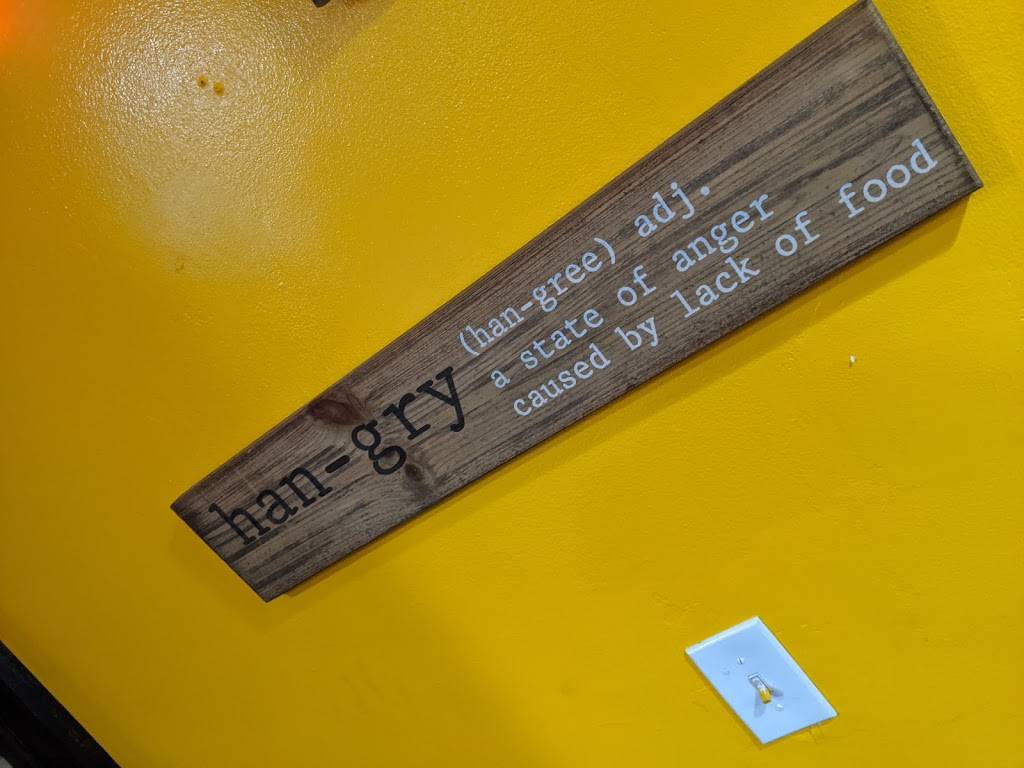 han-gry
(han-gree) adj.
a state of anger
caused by lack of food